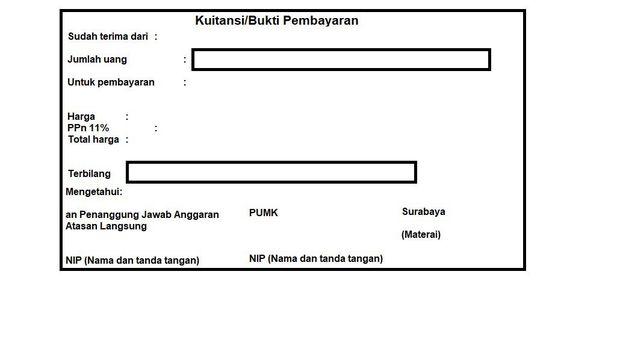 Kuitansi/Bukti Pembayaran
Sudah terima dari :
Jumlah uang :
Untuk pembayaran :
Harga :
PPn 11% :
Total harga :
Terbilang
Mengetahui:
an Penanggung Jawab Anggaran
Atasan Langsung
NIP (Nama dan tanda tangan)
PUMK
NIP (Nama dan tanda tangan)
Surabaya
(Materai)